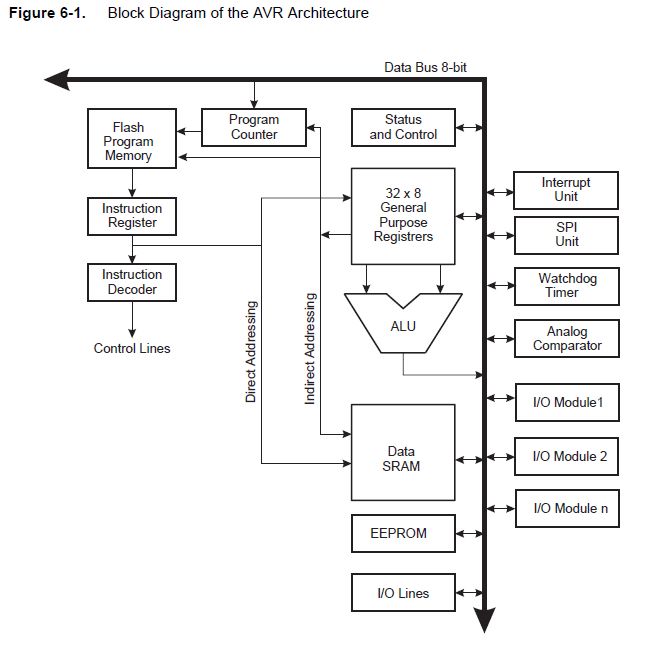 Figure 6-1. Block Diagram of the AVR Architecture
Data Bus 8-bit
Flash
Program
Memory
Program
Counter
Status
and Control
Instruction
Register
32 x 8
General
Purpose
Registrers
Interrupt
Unit
SPI
Unit
Instruction
Decoder
Watchdog
Timer
Control Lines
Direct Addressing
Indirect Addressing
ALU
Analog
Comparator
I/O Module1
Data
SRAM
I/O Module 2
I/O Module n
EEPROM
I/O Lines